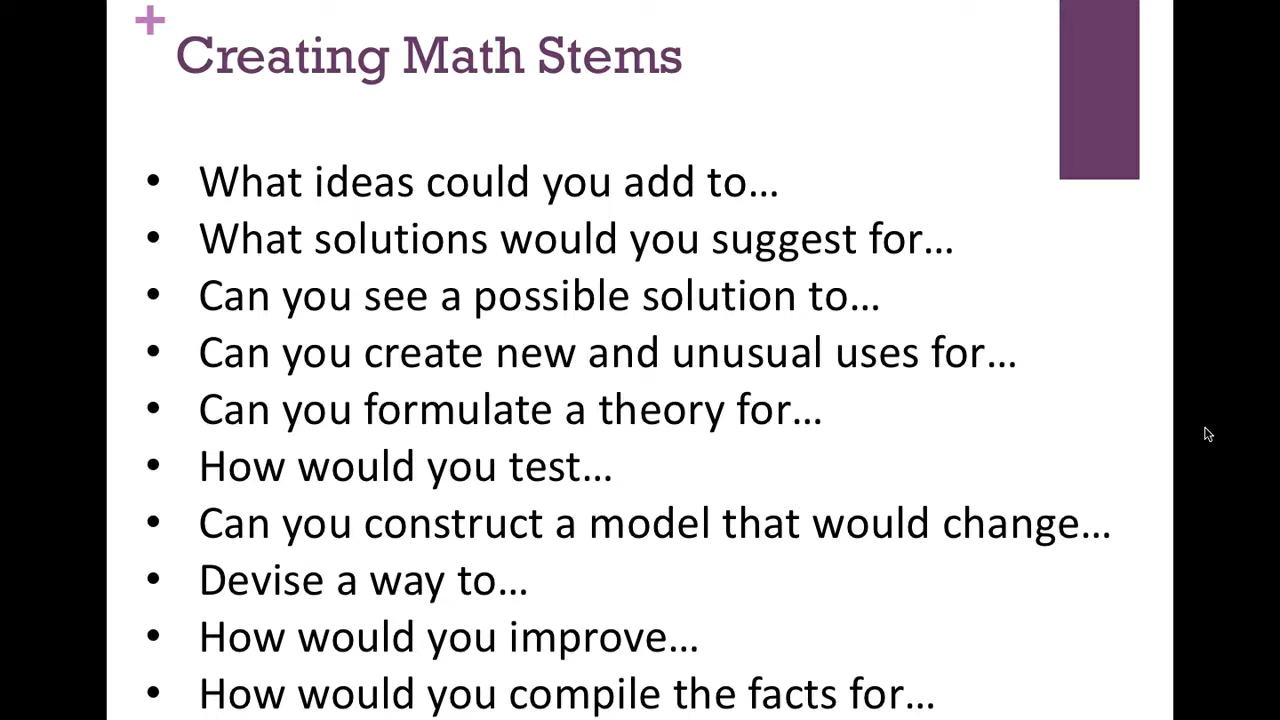 +
Creating Math Stems
• What ideas could you add to…
• What solutions would you suggest for…
• Can you see a possible solution to…
• Can you create new and unusual uses for…
• Can you formulate a theory for…
• How would you test…
• Can you construct a model that would change…
• Devise a way to…
• How would you improve…
• How would you compile the facts for…